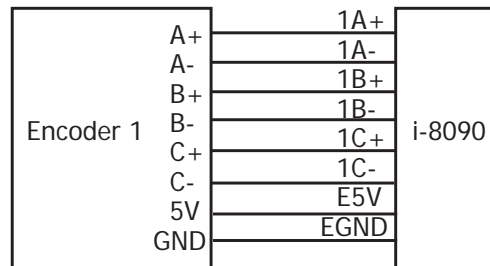 A+ 1A+
A- 1A-
B+ 1B+
Encoder 1 B- 1B- i-8090
C+ 1C+
C- 1C-
5V E5V
GND EGND